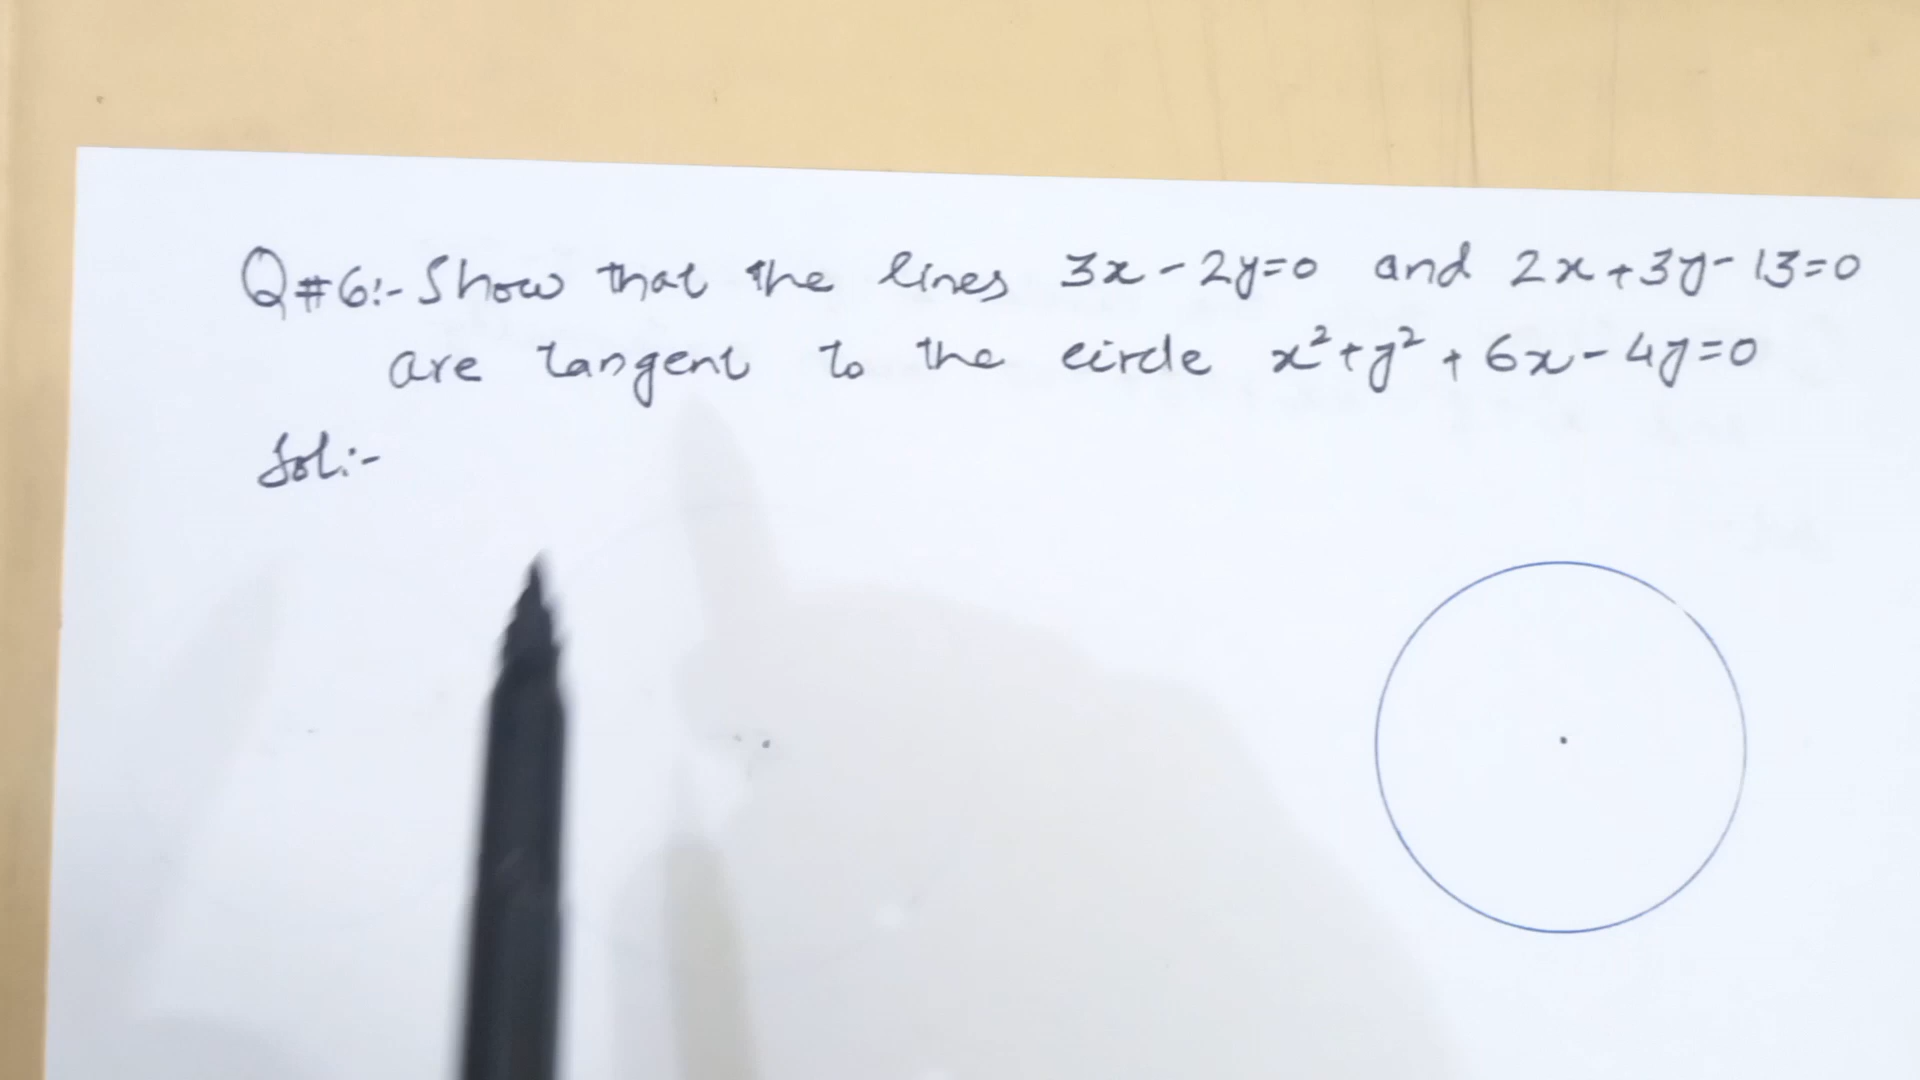 Q#6:- Show that the lines 3x-2y=0 and 2x+3y-13=0
are tangent to the circle x²+y²+6x-4y=0
Sol:-